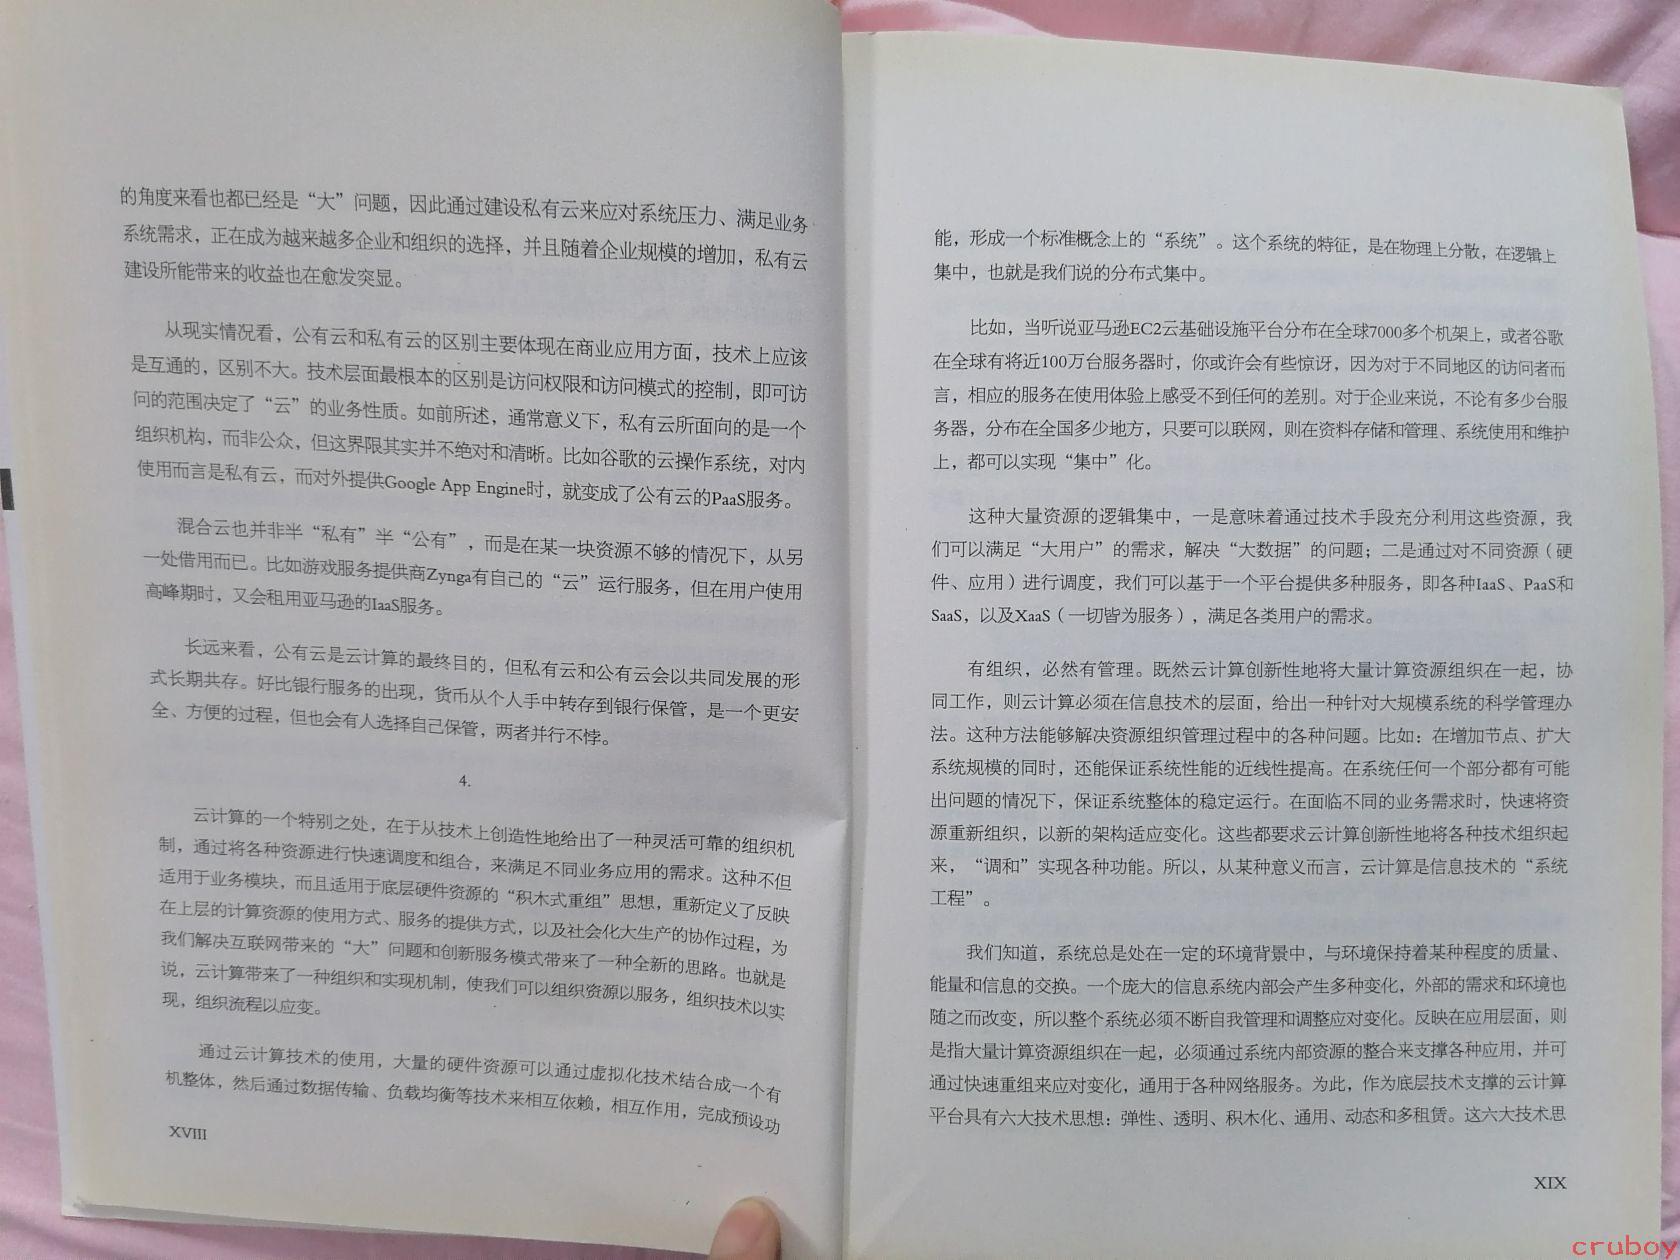 的角度来看也都已经是“大”问题，因此通过建设私有云来应对系统压力、满足业务
系统需求，正在成为越来越多企业和组织的选择，并且随着企业规模的增加，私有云
建设所能带来的收益也在愈发突显。
从现实情况看，公有云和私有云的区别主要体现在商业应用方面，技术上应该
是互通的，区别不大。技术层面最根本的区别是访问权限和访问模式的控制，即可访
问的范围决定了“云”的业务性质。如前所述，通常意义下，私有云所面向的是一个
组织机构，而非公众，但这界限其实并不绝对和清晰。比如谷歌的云操作系统，对内
使用而言是私有云，而对外提供Google App Engine时，就变成了公有云的PaaS服务。
混合云也并非半“私有”半“公有”，而是在某一块资源不够的情况下，从另
一处借用而已。比如游戏服务提供商Zynga有自己的“云”运行服务，但在用户使用
高峰期时，又会租用亚马逊的IaaS服务。
长远来看，公有云是云计算的最终目的，但私有云和公有云会以共同发展的形
式长期共存。好比银行服务的出现，货币从个人手中转存到银行保管，是一个更安
全、方便的过程，但也会有人选择自己保管，两者并行不悖。
4.
云计算的一个特别之处，在于从技术上创造性地给出了一种灵活可靠的组织机
制，通过将各种资源进行快速调度和组合，来满足不同业务应用的需求。这种不但
适用于业务模块，而且适用于底层硬件资源的“积木式重组”思想，重新定义了反映
在上层的计算资源的使用方式、服务的提供方式，以及社会化大生产的协作过程，为
我们解决互联网带来的“大”问题和创新服务模式带来了一种全新的思路。也就是
说，云计算带来了一种组织和实现机制，使我们可以组织资源以服务，组织技术以实
现，组织流程以应变。
通过云计算技术的使用，大量的硬件资源可以通过虚拟化技术结合成一个有
机整体，然后通过数据传输、负载均衡等技术来相互依赖，相互作用，完成预设功
XVIII
能，形成一个标准概念上的“系统”。这个系统的特征，是在物理上分散，在逻辑上
集中，也就是我们说的分布式集中。
比如，当听说亚马逊EC2云基础设施平台分布在全球7000多个机架上，或者谷歌
在全球有将近100万台服务器时，你或许会有些惊讶，因为对于不同地区的访问者而
言，相应的服务在使用体验上感受不到任何的差别。对于企业来说，不论有多少台服
务器，分布在全国多少地方，只要可以联网，则在资料存储和管理、系统使用和维护
上，都可以实现“集中”化。
这种大量资源的逻辑集中，一是意味着通过技术手段充分利用这些资源，我
们可以满足“大用户”的需求，解决“大数据”的问题；二是通过对不同资源（硬
件、应用）进行调度，我们可以基于一个平台提供多种服务，即各种IaaS、PaaS和
SaaS，以及XaaS（一切皆为服务），满足各类用户的需求。
有组织，必然有管理。既然云计算创新性地将大量计算资源组织在一起，协
同工作，则云计算必须在信息技术的层面，给出一种针对大规模系统的科学管理办
法。这种方法能够解决资源组织管理过程中的各种问题。比如：在增加节点、扩大
系统规模的同时，还能保证系统性能的近线性提高。在系统任何一个部分都有可能
出问题的情况下，保证系统整体的稳定运行。在面临不同的业务需求时，快速将资
源重新组织，以新的架构适应变化。这些都要求云计算创新性地将各种技术组织起
来，“调和”实现各种功能。所以，从某种意义而言，云计算是信息技术的“系统
工程”。
我们知道，系统总是处在一定的环境背景中，与环境保持着某种程度的质量、
能量和信息的交换。一个庞大的信息系统内部会产生多种变化，外部的需求和环境也
随之而改变，所以整个系统必须不断自我管理和调整应对变化。反映在应用层面，则
是指大量计算资源组织在一起，必须通过系统内部资源的整合来支撑各种应用，并可
通过快速重组来应对变化，通用于各种网络服务。为此，作为底层技术支撑的云计算
平台具有六大技术思想：弹性、透明、积木化、通用、动态和多租赁。这六大技术思
XIX
cruboy